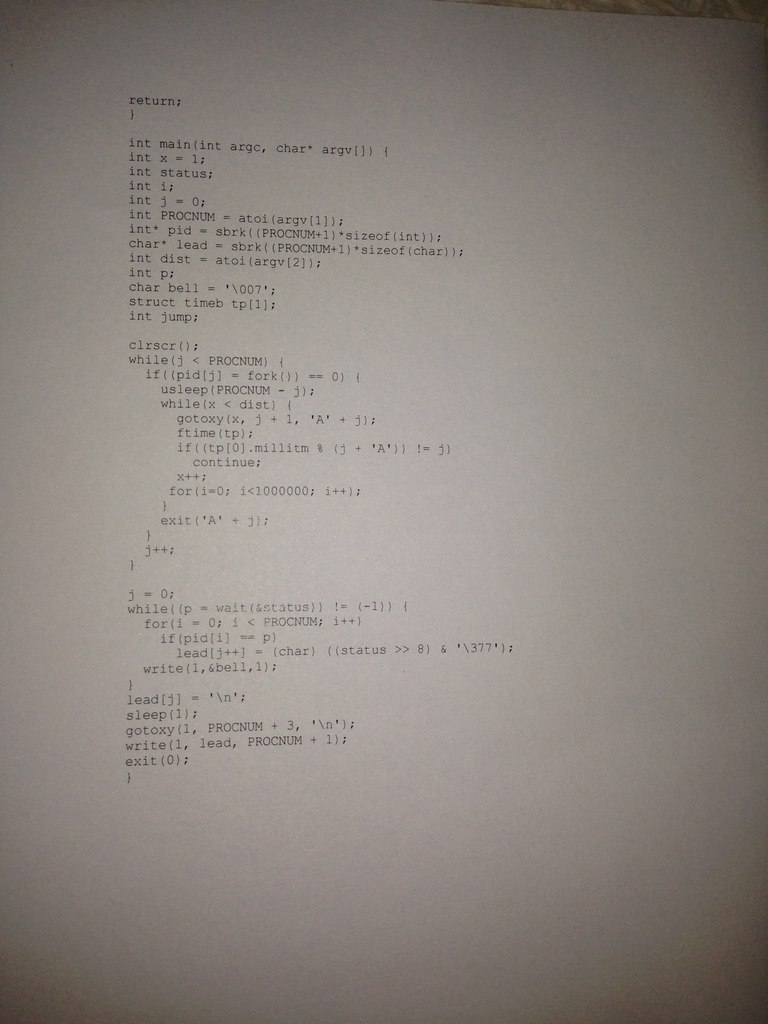 return;
}

int main(int argc, char* argv[]) {
int x = 1;
int status;
int i;
int j = 0;
int PROCNUM = atoi(argv[1]);
int* pid = sbrk((PROCNUM+1)*sizeof(int));
char* lead = sbrk((PROCNUM+1)*sizeof(char));
int dist = atoi(argv[2]);
int p;
char bell = '\007';
struct timeb tp[1];
int jump;

clrscr();
while(j < PROCNUM) {
  if((pid[j] = fork()) == 0) {
    usleep(PROCNUM - j);
    while(x < dist) {
      gotoxy(x, j + 1, 'A' + j);
      ftime(tp);
      if((tp[0].millitm % (j + 'A')) != j)
        continue;
      x++;
     for(i=0; i<1000000; i++);
    }
    exit('A' + j);
  }
  j++;
}

j = 0;
while((p = wait(&status)) != (-1)) {
  for(i = 0; i < PROCNUM; i++)
    if(pid[i] == p)
      lead[j++] = (char) ((status >> 8) & '\377');
  write(1,&bell,1);
}
lead[j] = '\n';
sleep(1);
gotoxy(1, PROCNUM + 3, '\n');
write(1, lead, PROCNUM + 1);
exit(0);
}